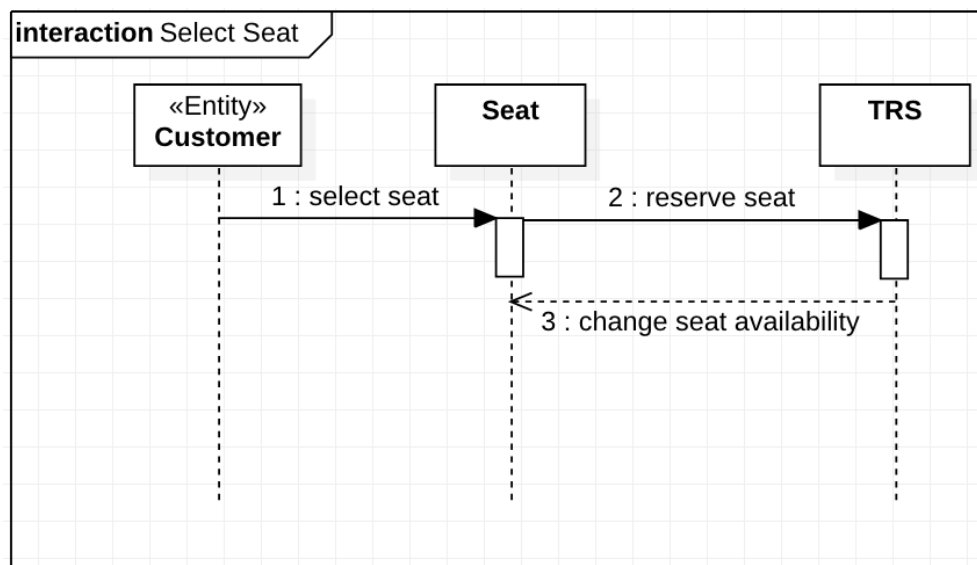 interaction Select Seat
«Entity»
Customer
Seat
TRS
1 : select seat
2 : reserve seat
3 : change seat availability